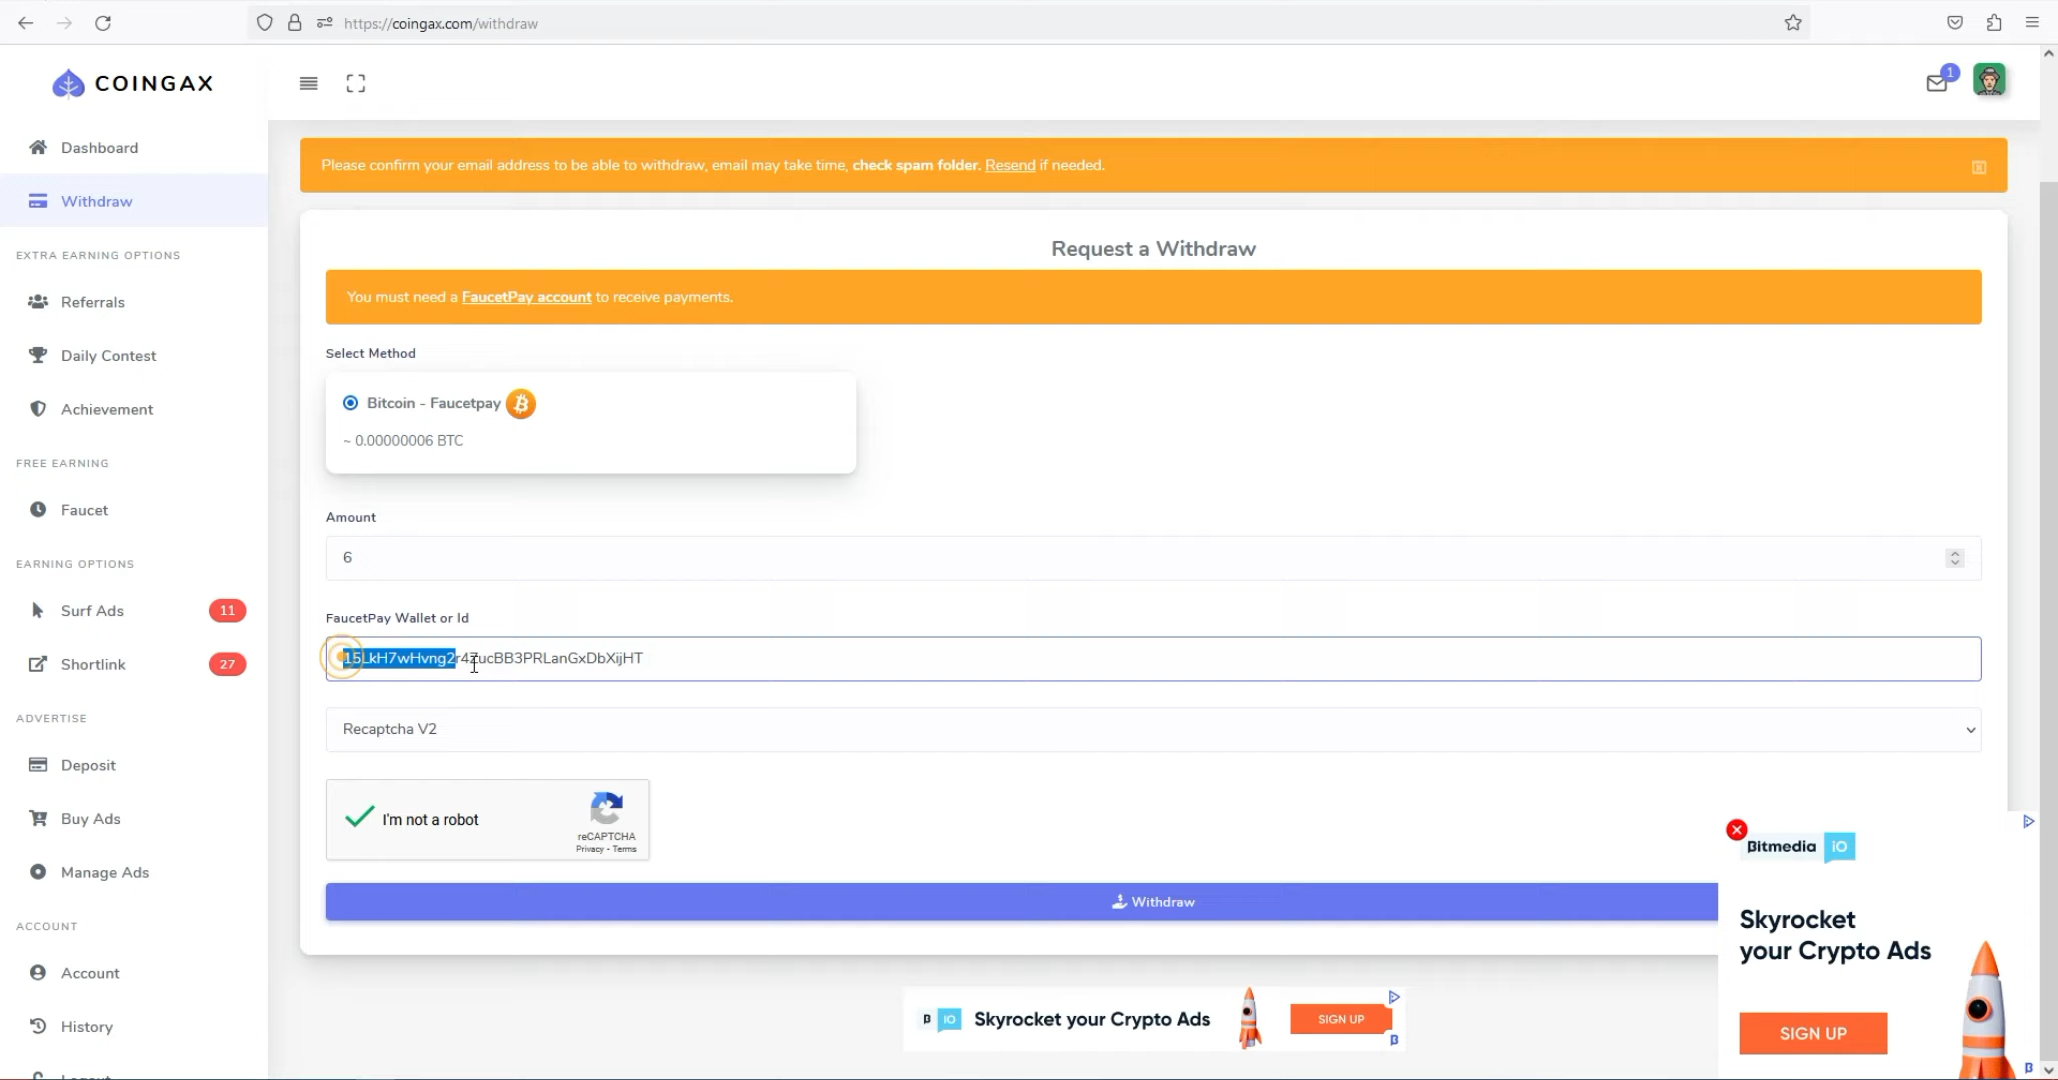 https://coingax.com/withdraw
COINGAX
1
Dashboard
Withdraw
EXTRA EARNING OPTIONS
Referrals
Daily Contest
Achievement
FREE EARNING
Faucet
EARNING OPTIONS
Surf Ads 11
Shortlink 27
ADVERTISE
Deposit
Buy Ads
Manage Ads
ACCOUNT
Account
History
Please confirm your email address to be able to withdraw, email may take time, check spam folder. Resend if needed.
Request a Withdraw
You must need a FaucetPay account to receive payments.
Select Method
Bitcoin - Faucetpay
~ 0.00000006 BTC
Amount
6
FaucetPay Wallet or Id
15LkH7wHvng2r4ZucBB3PRLanGxDbXijHT
Recaptcha V2
I'm not a robot
reCAPTCHA
Privacy - Terms
Withdraw
Bitmedia IO
Skyrocket
your Crypto Ads
SIGN UP
B IO Skyrocket your Crypto Ads SIGN UP